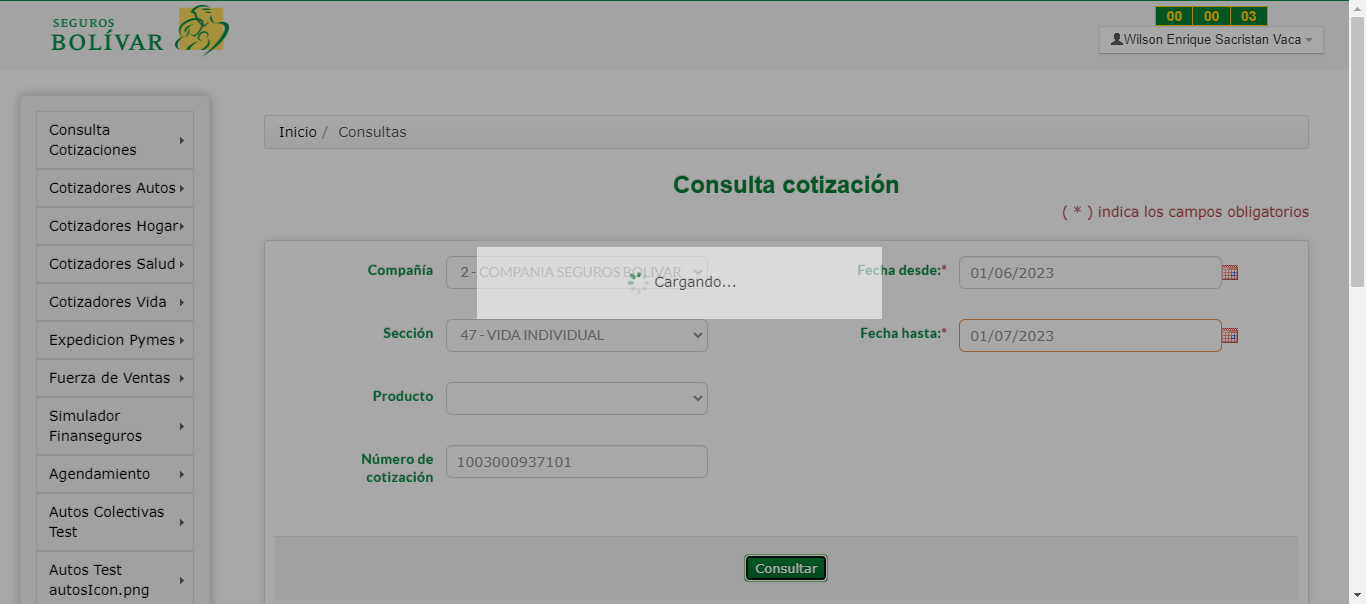 SEGUROS
BOLÍVAR
00 00 03
Wilson Enrique Sacristan Vaca
Consulta
Cotizaciones
Cotizadores Autos
Cotizadores Hogar
Cotizadores Salud
Cotizadores Vida
Expedicion Pymes
Fuerza de Ventas
Simulador
Finanseguros
Agendamiento
Autos Colectivas
Test
Autos Test
autosIcon.png
Inicio / Consultas
Consulta cotización
( * ) indica los campos obligatorios
Compañía 2 - COMPANIA SEGUROS BOLIVAR Fecha desde:* 01/06/2023
Cargando...
Sección 47 - VIDA INDIVIDUAL Fecha hasta:* 01/07/2023
Producto
Número de
cotización 1003000937101
Consultar